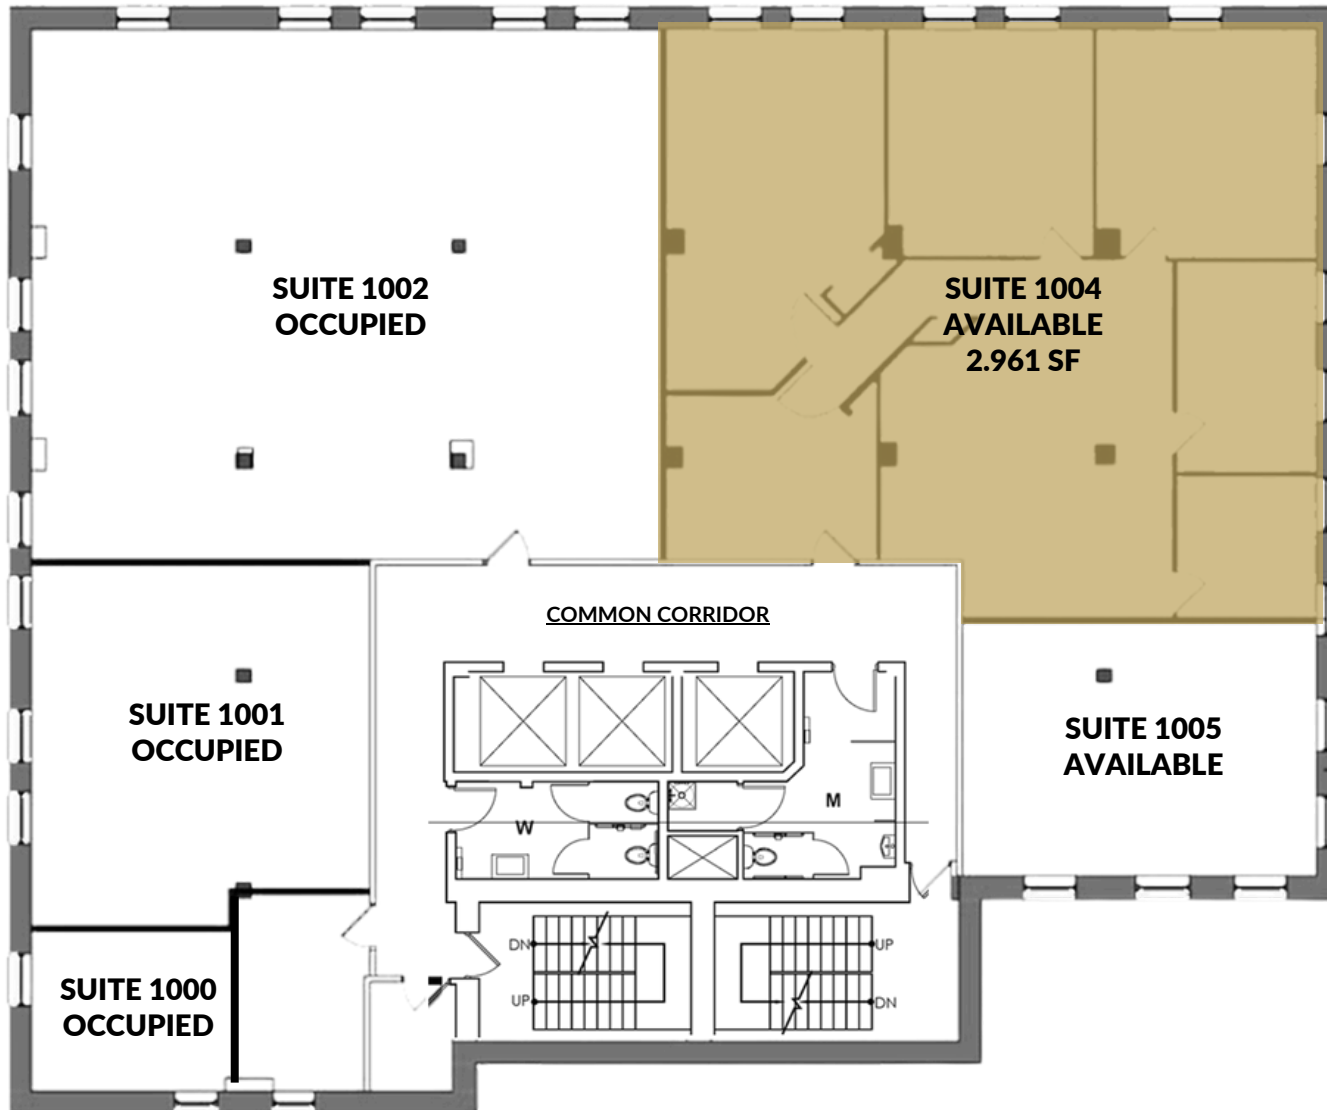 SUITE 1002
OCCUPIED
SUITE 1004
AVAILABLE
2.961 SF
COMMON CORRIDOR
SUITE 1001
OCCUPIED
SUITE 1005
AVAILABLE
M
W
DN
UP
UP
DN
SUITE 1000
OCCUPIED